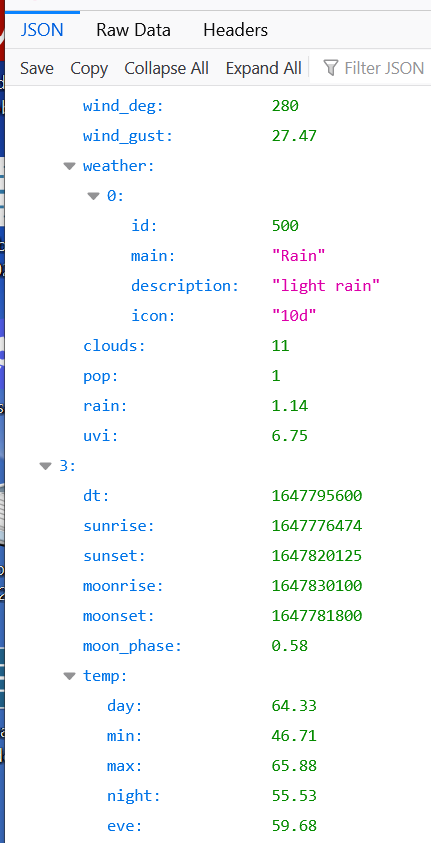 JSON Raw Data Headers
Save Copy Collapse All Expand All Filter JSON
wind_deg: 280
wind_gust: 27.47
weather:
0:
id: 500
main: "Rain"
description: "light rain"
icon: "10d"
clouds: 11
pop: 1
rain: 1.14
uvi: 6.75
3:
dt: 1647795600
sunrise: 1647776474
sunset: 1647820125
moonrise: 1647830100
moonset: 1647781800
moon_phase: 0.58
temp:
day: 64.33
min: 46.71
max: 65.88
night: 55.53
eve: 59.68